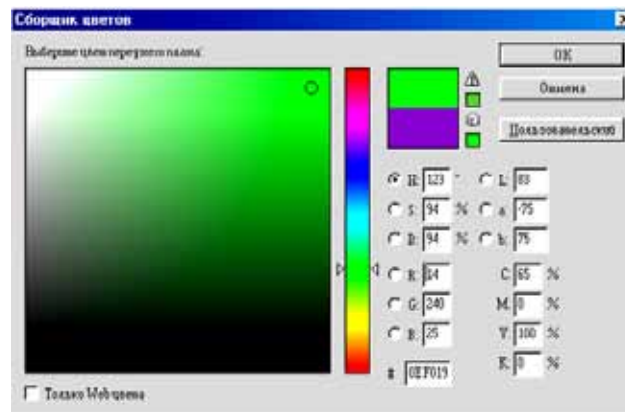 Сборщик цветов
Выберите цвет переднего плана:
OK
Отмена
Пользовательский
H: 123 °
L: 83
S: 94 %
a: -75
B: 94 %
b: 75
R: 14
C: 65 %
G: 240
M: 0 %
B: 25
Y: 100 %
# 0EF019
K: 0 %
Только Web-цвета